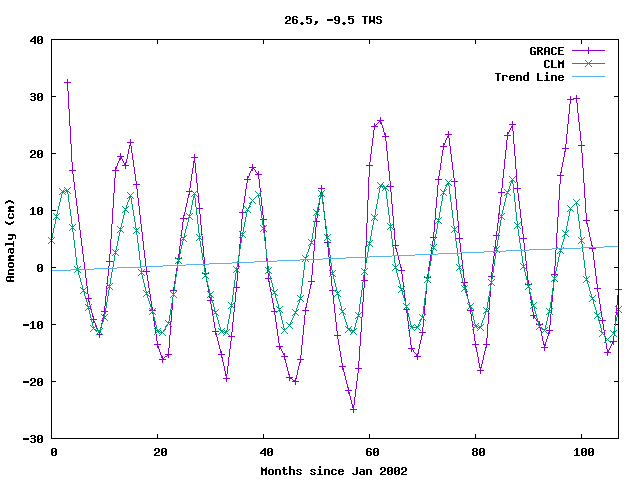 26.5, -9.5 TWS
GRACE
CLM
Trend Line
40
30
20
10
0
-10
-20
-30
Anomaly (cm)
0 20 40 60 80 100
Months since Jan 2002